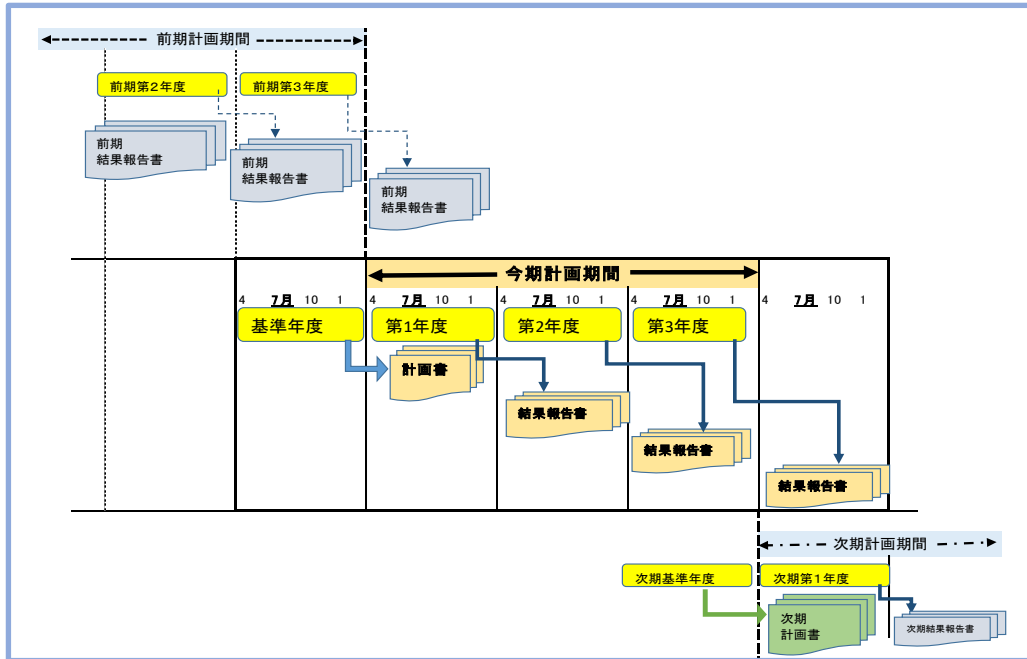 前期計画期間
前期第2年度
前期第3年度
前期
結果報告書
前期
結果報告書
前期
結果報告書
今期計画期間
4 7月 10 1
4 7月 10 1
4 7月 10 1
4 7月 10 1
4 7月 10 1
基準年度
第1年度
第2年度
第3年度
計画書
結果報告書
結果報告書
結果報告書
次期計画期間
次期基準年度
次期第1年度
次期
計画書
次期結果報告書